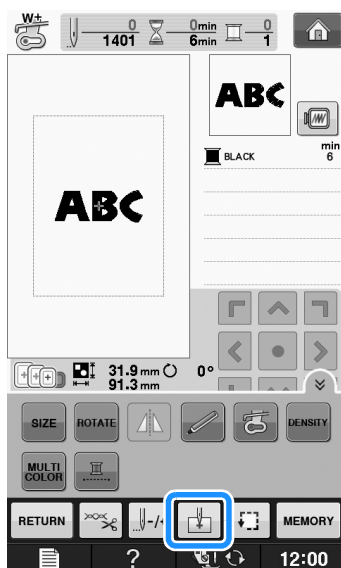 W+ 0 0min 0
1401 6min 1
ABC
min
BLACK 6
ABC
31.9 mm 0°
91.3 mm
SIZE ROTATE DENSITY
MULTI COLOR
RETURN -/+ MEMORY
? 12:00